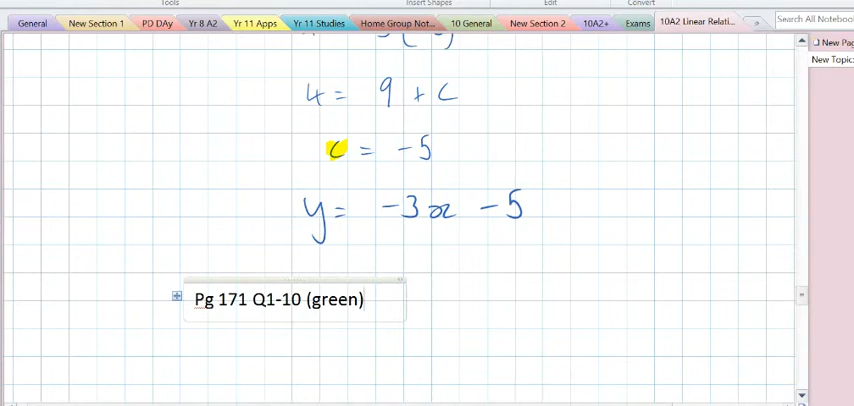 Tools
Insert Shapes
Edit
Convert
General
New Section 1
PD DAy
Yr 8 A2
Yr 11 Apps
Yr 11 Studies
Home Group Not...
10 General
New Section 2
10A2+
Exams
10A2 Linear Relati...
Search All Notebook
New Pag
New Topic:
4 = 9 + c
c = -5
y = -3x - 5
Pg 171 Q1-10 (green)